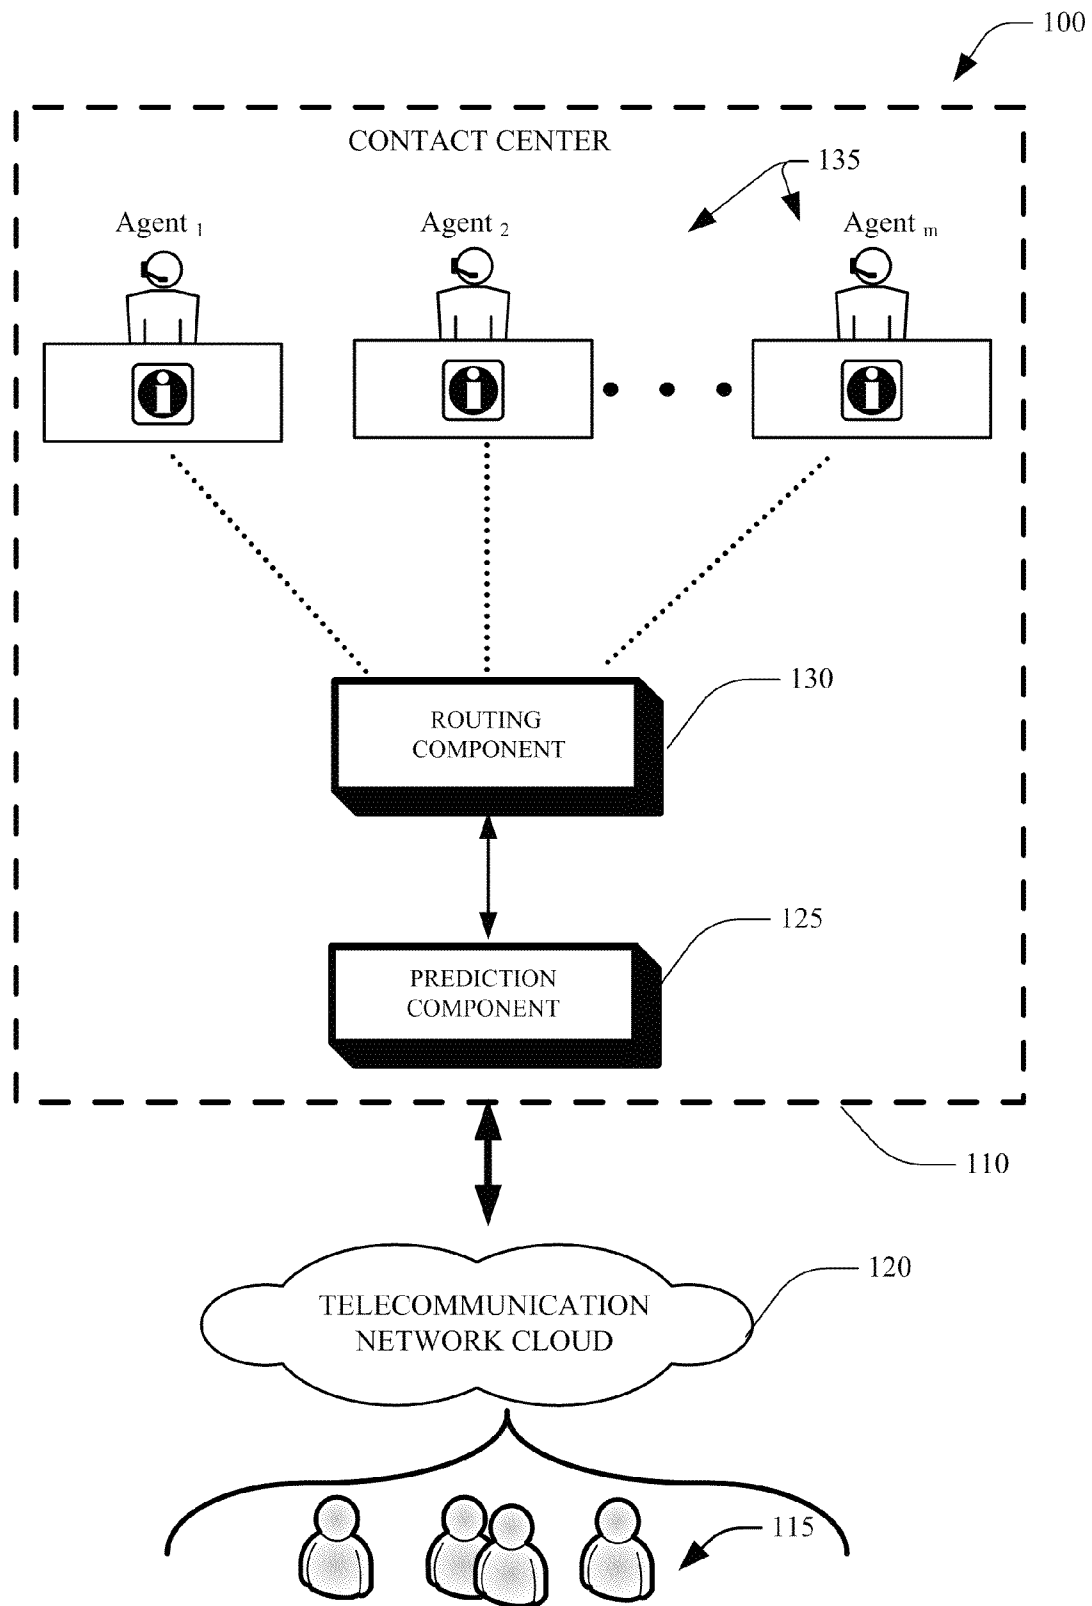 100
CONTACT CENTER
135
Agent 1
Agent 2
Agent m
i
i
i
130
ROUTING
COMPONENT
125
PREDICTION
COMPONENT
110
120
TELECOMMUNICATION
NETWORK CLOUD
115